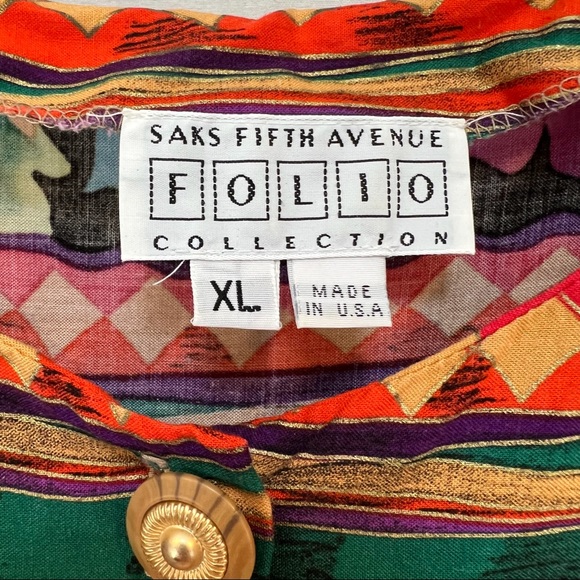 SAKS FIFTH AVENUE
FOLIO
COLLECTION
XL
MADE
IN U.S.A